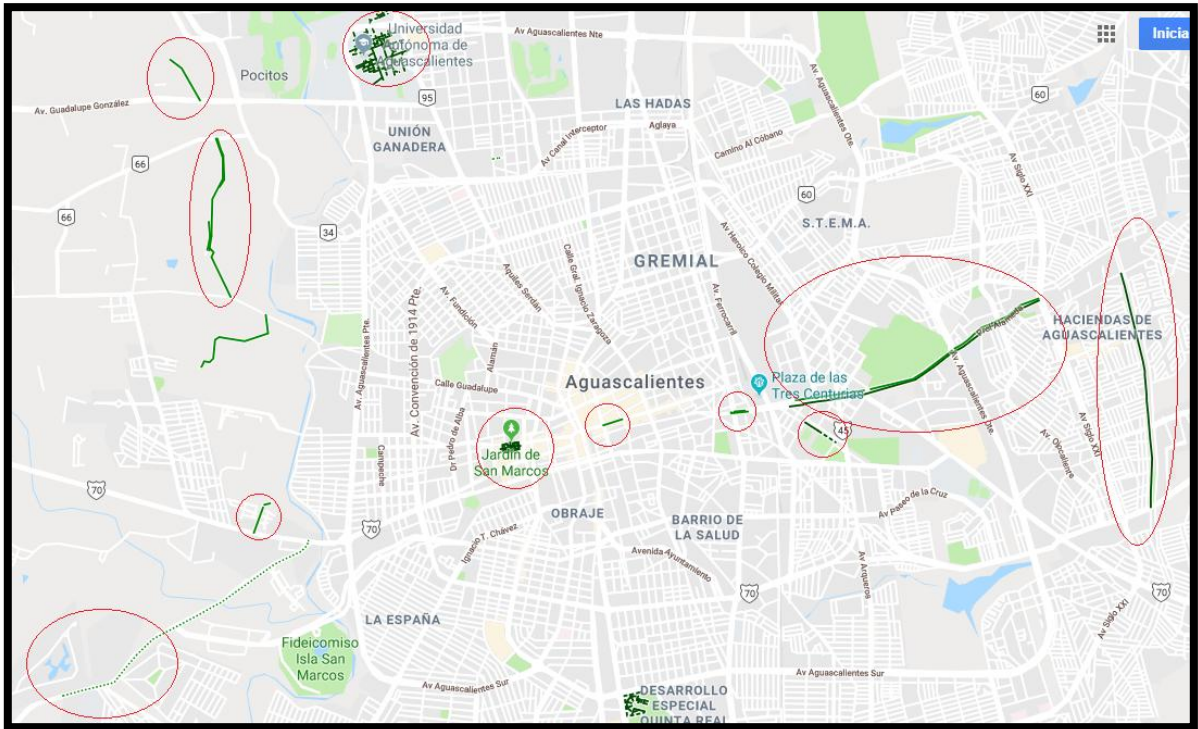 Universidad
Autónoma de
Aguascalientes
Av Aguascalientes Nte
Inicia
Pocitos
Av. Guadalupe González
95
LAS HADAS
Av. Aguascalientes Ote.
60
UNIÓN
GANADERA
Av Canal Interceptor
Aglaya
Camino Al Cóbano
66
Av Siglo XXI
60
66
34
S.T.E.M.A.
GREMIAL
Av Heroico Colegio Militar
Calle Gral. Ignacio Zaragoza
Aquiles Serdán
Av. Fundición
Av. Ferrocarril
Av. Convención de 1914 Pte.
Av. Aguascalientes Pte.
Alamán
HACIENDAS DE
AGUASCALIENTES
Av. Aguascalientes Ote.
Calle Guadalupe
Aguascalientes
Plaza de las
Tres Centurias
45
Dr Pedro de Alba
Jardín de
San Marcos
Campeche
Av Siglo XXI
Av. Ojocaliente
70
70
OBRAJE
BARRIO DE
LA SALUD
Av Paseo de la Cruz
Ignacio T. Chávez
Avenida Ayuntamiento
Av Arqueros
70
70
LA ESPAÑA
Av Siglo XXI
Fideicomiso
Isla San
Marcos
Av Aguascalientes Sur
Av Aguascalientes Sur
DESARROLLO
ESPECIAL
QUINTA REAL